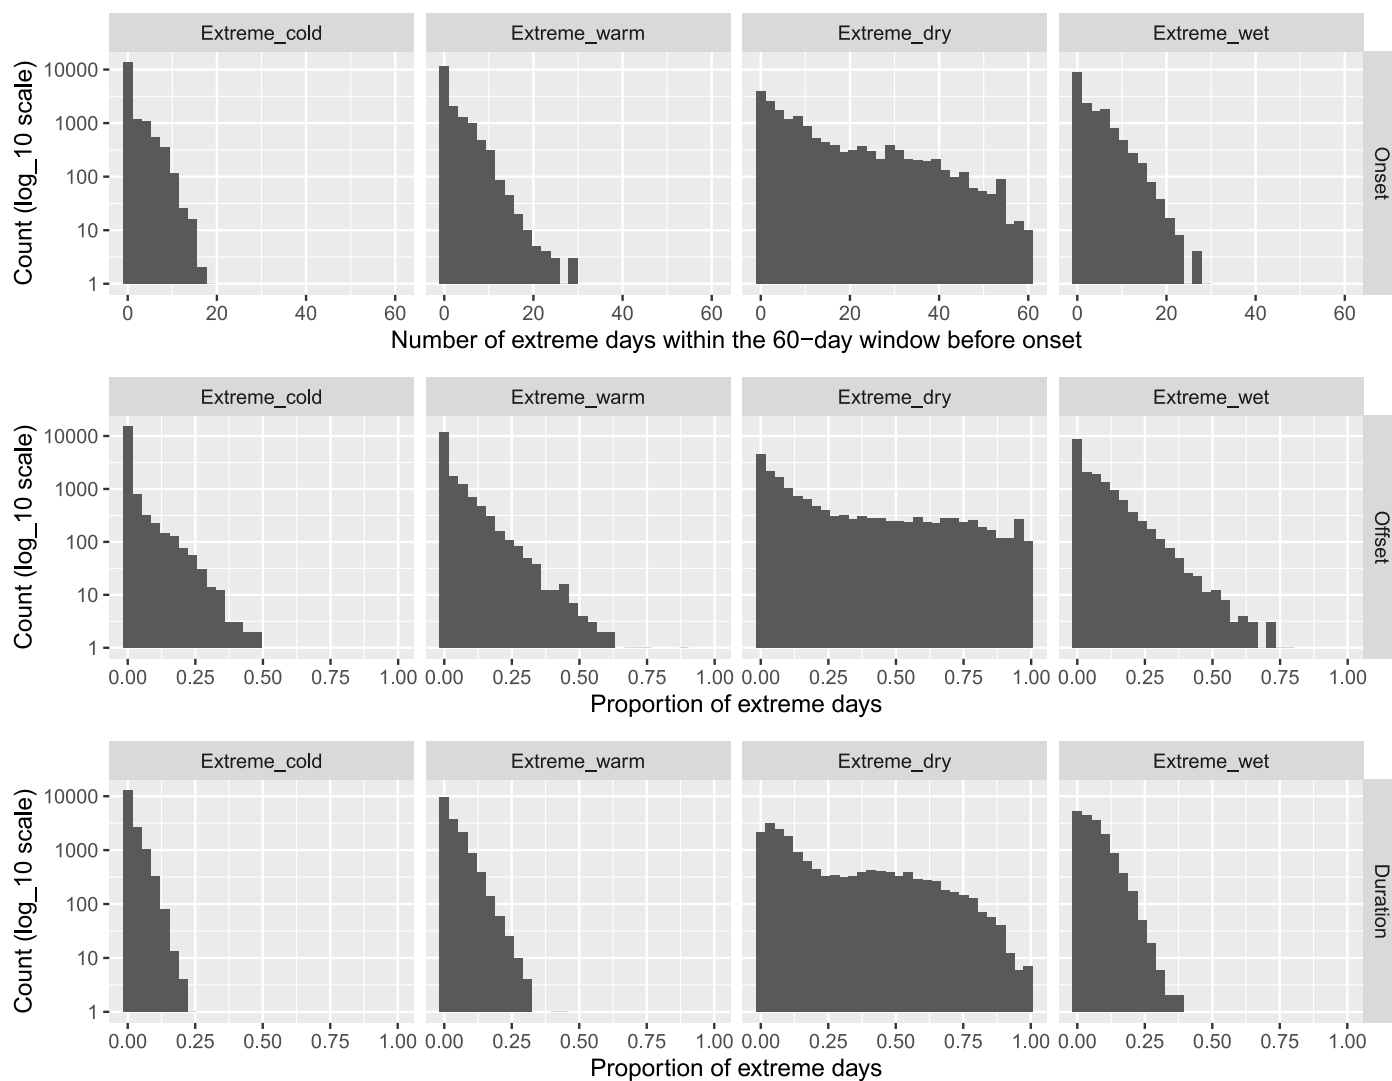 Extreme_cold Extreme_warm Extreme_dry Extreme_wet
10000
1000
100
10
1
Count (log_10 scale)
Onset
0 20 40 60 0 20 40 60 0 20 40 60 0 20 40 60
Number of extreme days within the 60−day window before onset
Extreme_cold Extreme_warm Extreme_dry Extreme_wet
10000
1000
100
10
1
Count (log_10 scale)
Offset
0.00 0.25 0.50 0.75 1.00 0.00 0.25 0.50 0.75 1.00 0.00 0.25 0.50 0.75 1.00 0.00 0.25 0.50 0.75 1.00
Proportion of extreme days
Extreme_cold Extreme_warm Extreme_dry Extreme_wet
10000
1000
100
10
1
Count (log_10 scale)
Duration
0.00 0.25 0.50 0.75 1.00 0.00 0.25 0.50 0.75 1.00 0.00 0.25 0.50 0.75 1.00 0.00 0.25 0.50 0.75 1.00
Proportion of extreme days